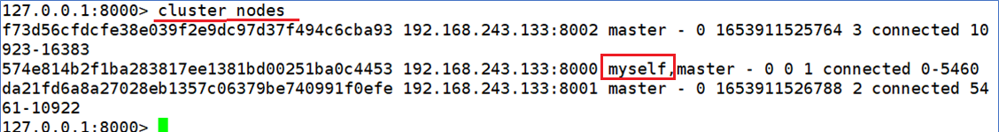 127.0.0.1:8000> cluster nodes
f73d56cfdcfe38e039f2e9dc97d37f494c6cba93 192.168.243.133:8002 master - 0 1653911525764 3 connected 10
923-16383
574e814b2f1ba283817ee1381bd00251ba0c4453 192.168.243.133:8000 myself,master - 0 0 1 connected 0-5460
da21fd6a8a27028eb1357c06379be740991f0efe 192.168.243.133:8001 master - 0 1653911526788 2 connected 54
61-10922
127.0.0.1:8000>